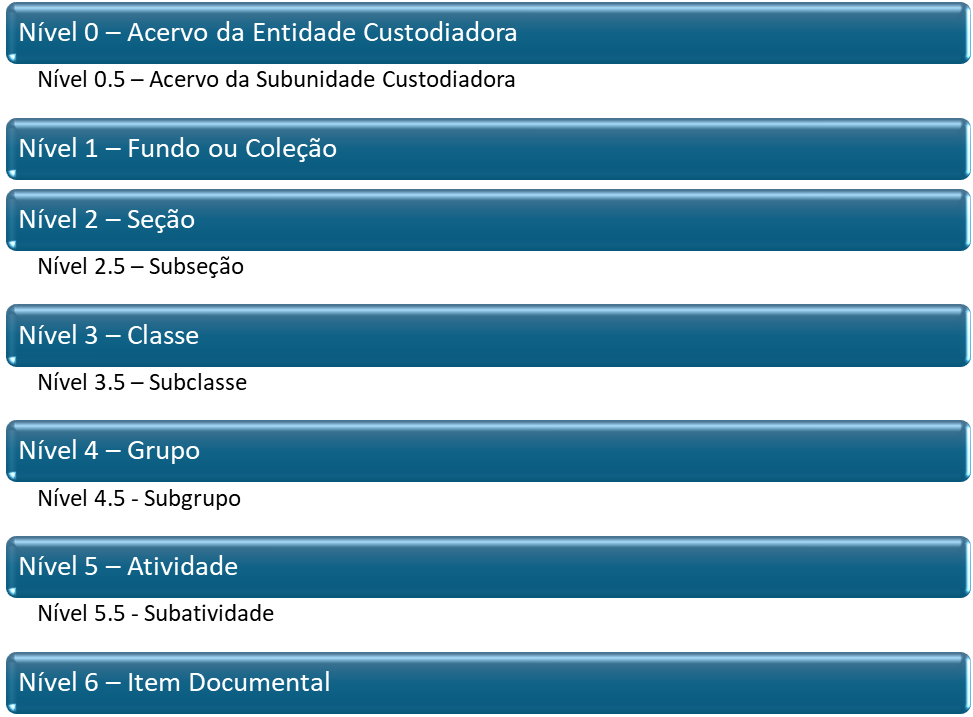 Nível 0 – Acervo da Entidade Custodiadora
Nível 0.5 – Acervo da Subunidade Custodiadora
Nível 1 – Fundo ou Coleção
Nível 2 – Seção
Nível 2.5 – Subseção
Nível 3 – Classe
Nível 3.5 – Subclasse
Nível 4 – Grupo
Nível 4.5 - Subgrupo
Nível 5 – Atividade
Nível 5.5 - Subatividade
Nível 6 – Item Documental